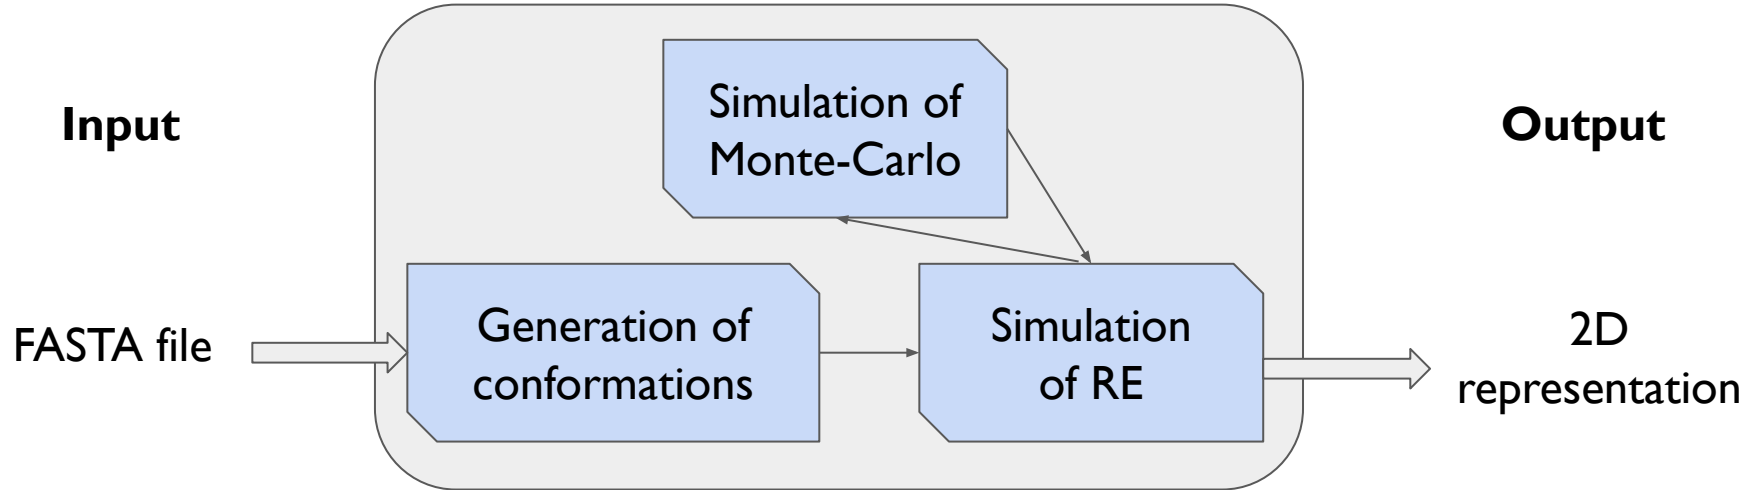 Input
FASTA file
Simulation of
Monte-Carlo
Generation of
conformations
Simulation
of RE
Output
2D
representation